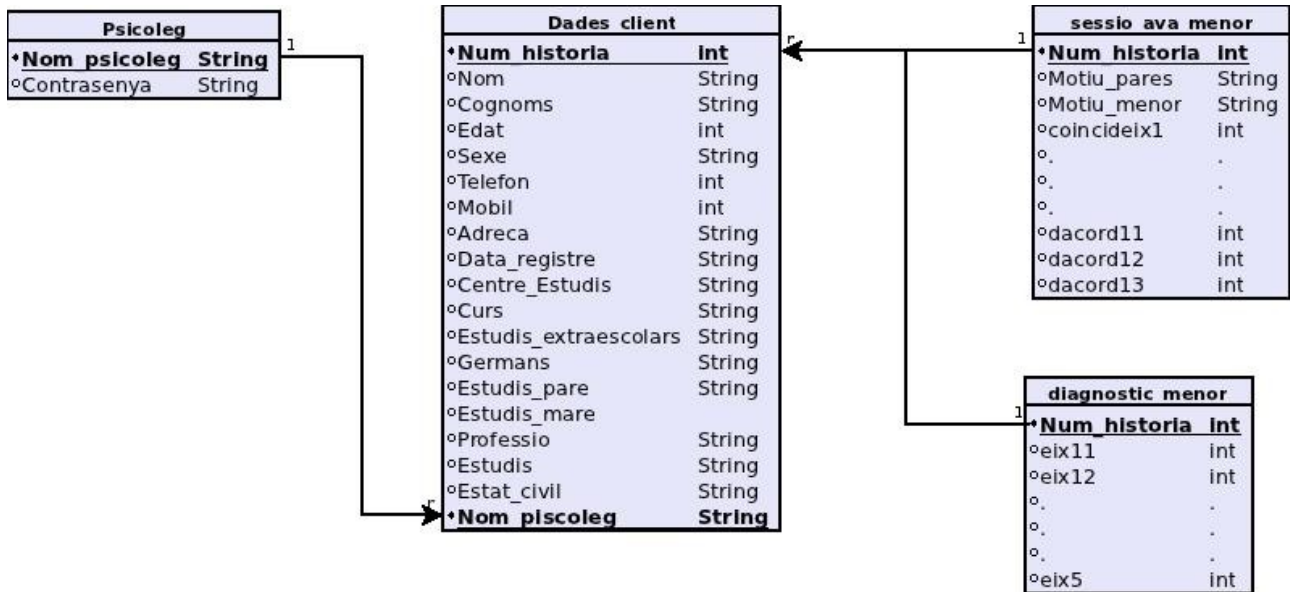 Psicoleg
Nom_psicoleg String
Contrasenya String
1
Dades client
r
Num_historia Int
Nom String
Cognoms String
Edat int
Sexe String
Telefon int
Mobil int
Adreca String
Data_registre String
Centre_Estudis String
Curs String
Estudis_extraescolars String
Germans String
Estudis_pare String
Estudis_mare
Professio String
Estudis String
Estat_civil String
r
Nom_piscoleg String
sessio ava menor
1
Num_historia Int
Motiu_pares String
Motiu_menor String
coincideix1 int
. .
. .
. .
dacord11 int
dacord12 int
dacord13 int
diagnostic menor
1
Num_historia Int
eix11 int
eix12 int
. .
. .
. .
eix5 int